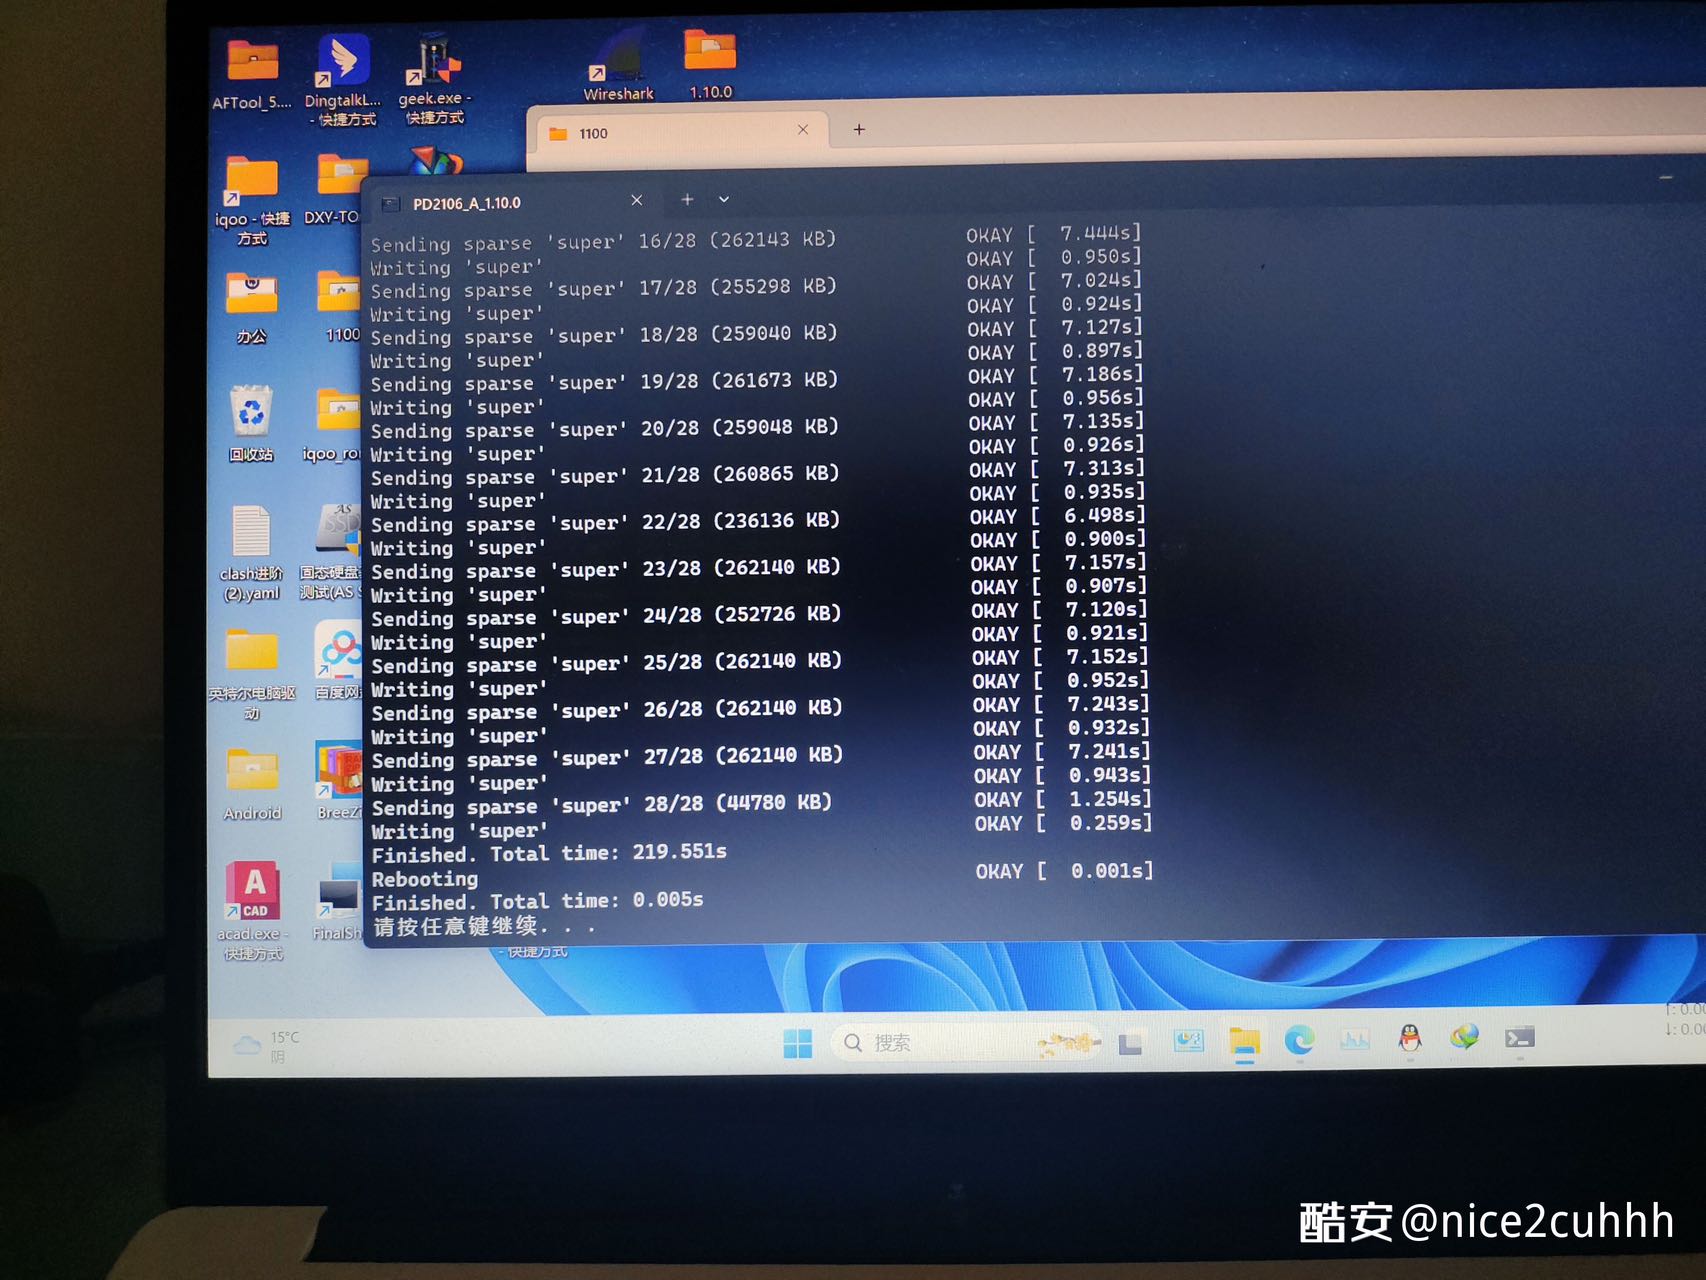 AFTool_5....
DingtalkL...
- 快捷方式
geek.exe -
快捷方式
Wireshark
1.10.0
1100
iqoo - 快捷
方式
DXY-TO
PD2106_A_1.10.0
办公
1100
回收站
iqoo_ro
clash进阶
(2).yaml
AS
SSD
固态硬盘
测试(AS S
英特尔电脑驱
动
百度网
Android
BreeZi
A
CAD
acad.exe -
快捷方式
FinalSh
- 快捷方式
Sending sparse 'super' 16/28 (262143 KB) OKAY [ 7.444s]
Writing 'super' OKAY [ 0.950s]
Sending sparse 'super' 17/28 (255298 KB) OKAY [ 7.024s]
Writing 'super' OKAY [ 0.924s]
Sending sparse 'super' 18/28 (259040 KB) OKAY [ 7.127s]
Writing 'super' OKAY [ 0.897s]
Sending sparse 'super' 19/28 (261673 KB) OKAY [ 7.186s]
Writing 'super' OKAY [ 0.956s]
Sending sparse 'super' 20/28 (259048 KB) OKAY [ 7.135s]
Writing 'super' OKAY [ 0.926s]
Sending sparse 'super' 21/28 (260865 KB) OKAY [ 7.313s]
Writing 'super' OKAY [ 0.935s]
Sending sparse 'super' 22/28 (236136 KB) OKAY [ 6.498s]
Writing 'super' OKAY [ 0.900s]
Sending sparse 'super' 23/28 (262140 KB) OKAY [ 7.157s]
Writing 'super' OKAY [ 0.907s]
Sending sparse 'super' 24/28 (252726 KB) OKAY [ 7.120s]
Writing 'super' OKAY [ 0.921s]
Sending sparse 'super' 25/28 (262140 KB) OKAY [ 7.152s]
Writing 'super' OKAY [ 0.952s]
Sending sparse 'super' 26/28 (262140 KB) OKAY [ 7.243s]
Writing 'super' OKAY [ 0.932s]
Sending sparse 'super' 27/28 (262140 KB) OKAY [ 7.241s]
Writing 'super' OKAY [ 0.943s]
Sending sparse 'super' 28/28 (44780 KB) OKAY [ 1.254s]
Writing 'super' OKAY [ 0.259s]
Finished. Total time: 219.551s
Rebooting OKAY [ 0.001s]
Finished. Total time: 0.005s
请按任意键继续. . .
15°C
阴
搜索
↑: 0.00
↓: 0.00
酷安@nice2cuhhh